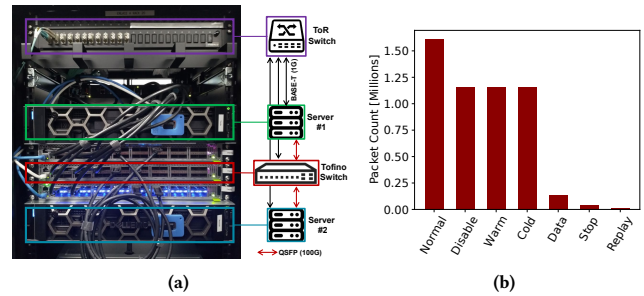 ToR
Switch
BASE-T (1G)
Server
#1
Tofino
Switch
Server
#2
QSFP (100G)
(a)
Packet Count [Millions]
1.50
1.25
1.00
0.75
0.50
0.25
0.00
Normal
Disable
Warm
Cold
Data
Stop
Replay
(b)